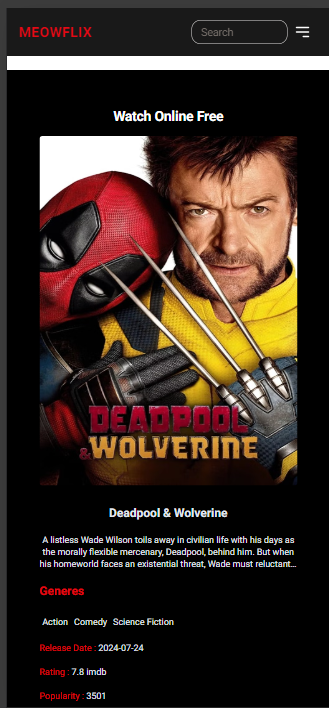 MEOWFLIX
Search
Watch Online Free
DEADPOOL
& WOLVERINE
Deadpool & Wolverine
A listless Wade Wilson toils away in civilian life with his days as
the morally flexible mercenary, Deadpool, behind him. But when
his homeworld faces an existential threat, Wade must reluctant...
Generes
Action Comedy Science Fiction
Release Date : 2024-07-24
Rating : 7.8 imdb
Popularity : 3501